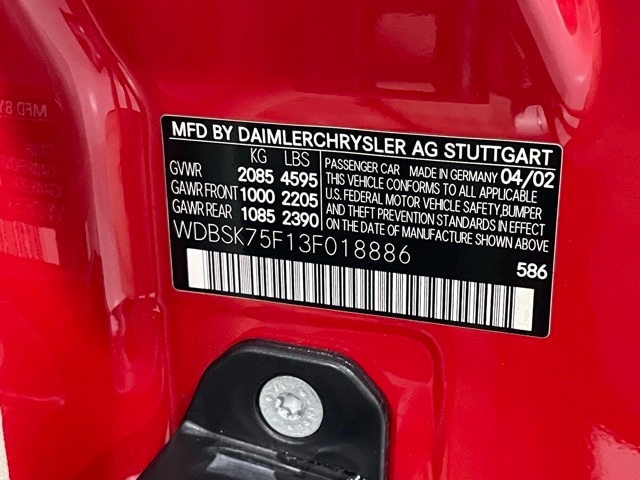 MFD BY DAIMLERCHRYSLER AG STUTTGART
KG LBS
GVWR 2085 4595
GAWR FRONT 1000 2205
GAWR REAR 1085 2390
PASSENGER CAR MADE IN GERMANY 04/02
THIS VEHICLE CONFORMS TO ALL APPLICABLE
U.S. FEDERAL MOTOR VEHICLE SAFETY, BUMPER
AND THEFT PREVENTION STANDARDS IN EFFECT
ON THE DATE OF MANUFACTURE SHOWN ABOVE
WDBSK75F13F018886
586